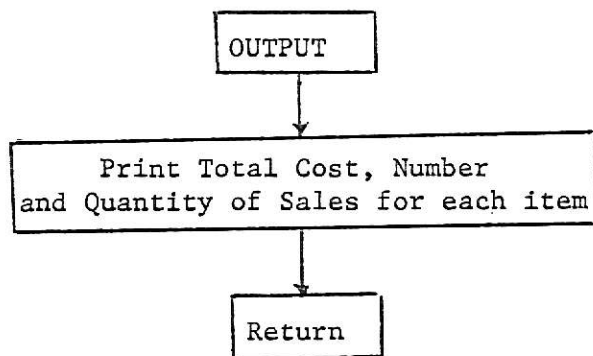 OUTPUT
Print Total Cost, Number
and Quantity of Sales for each item
Return